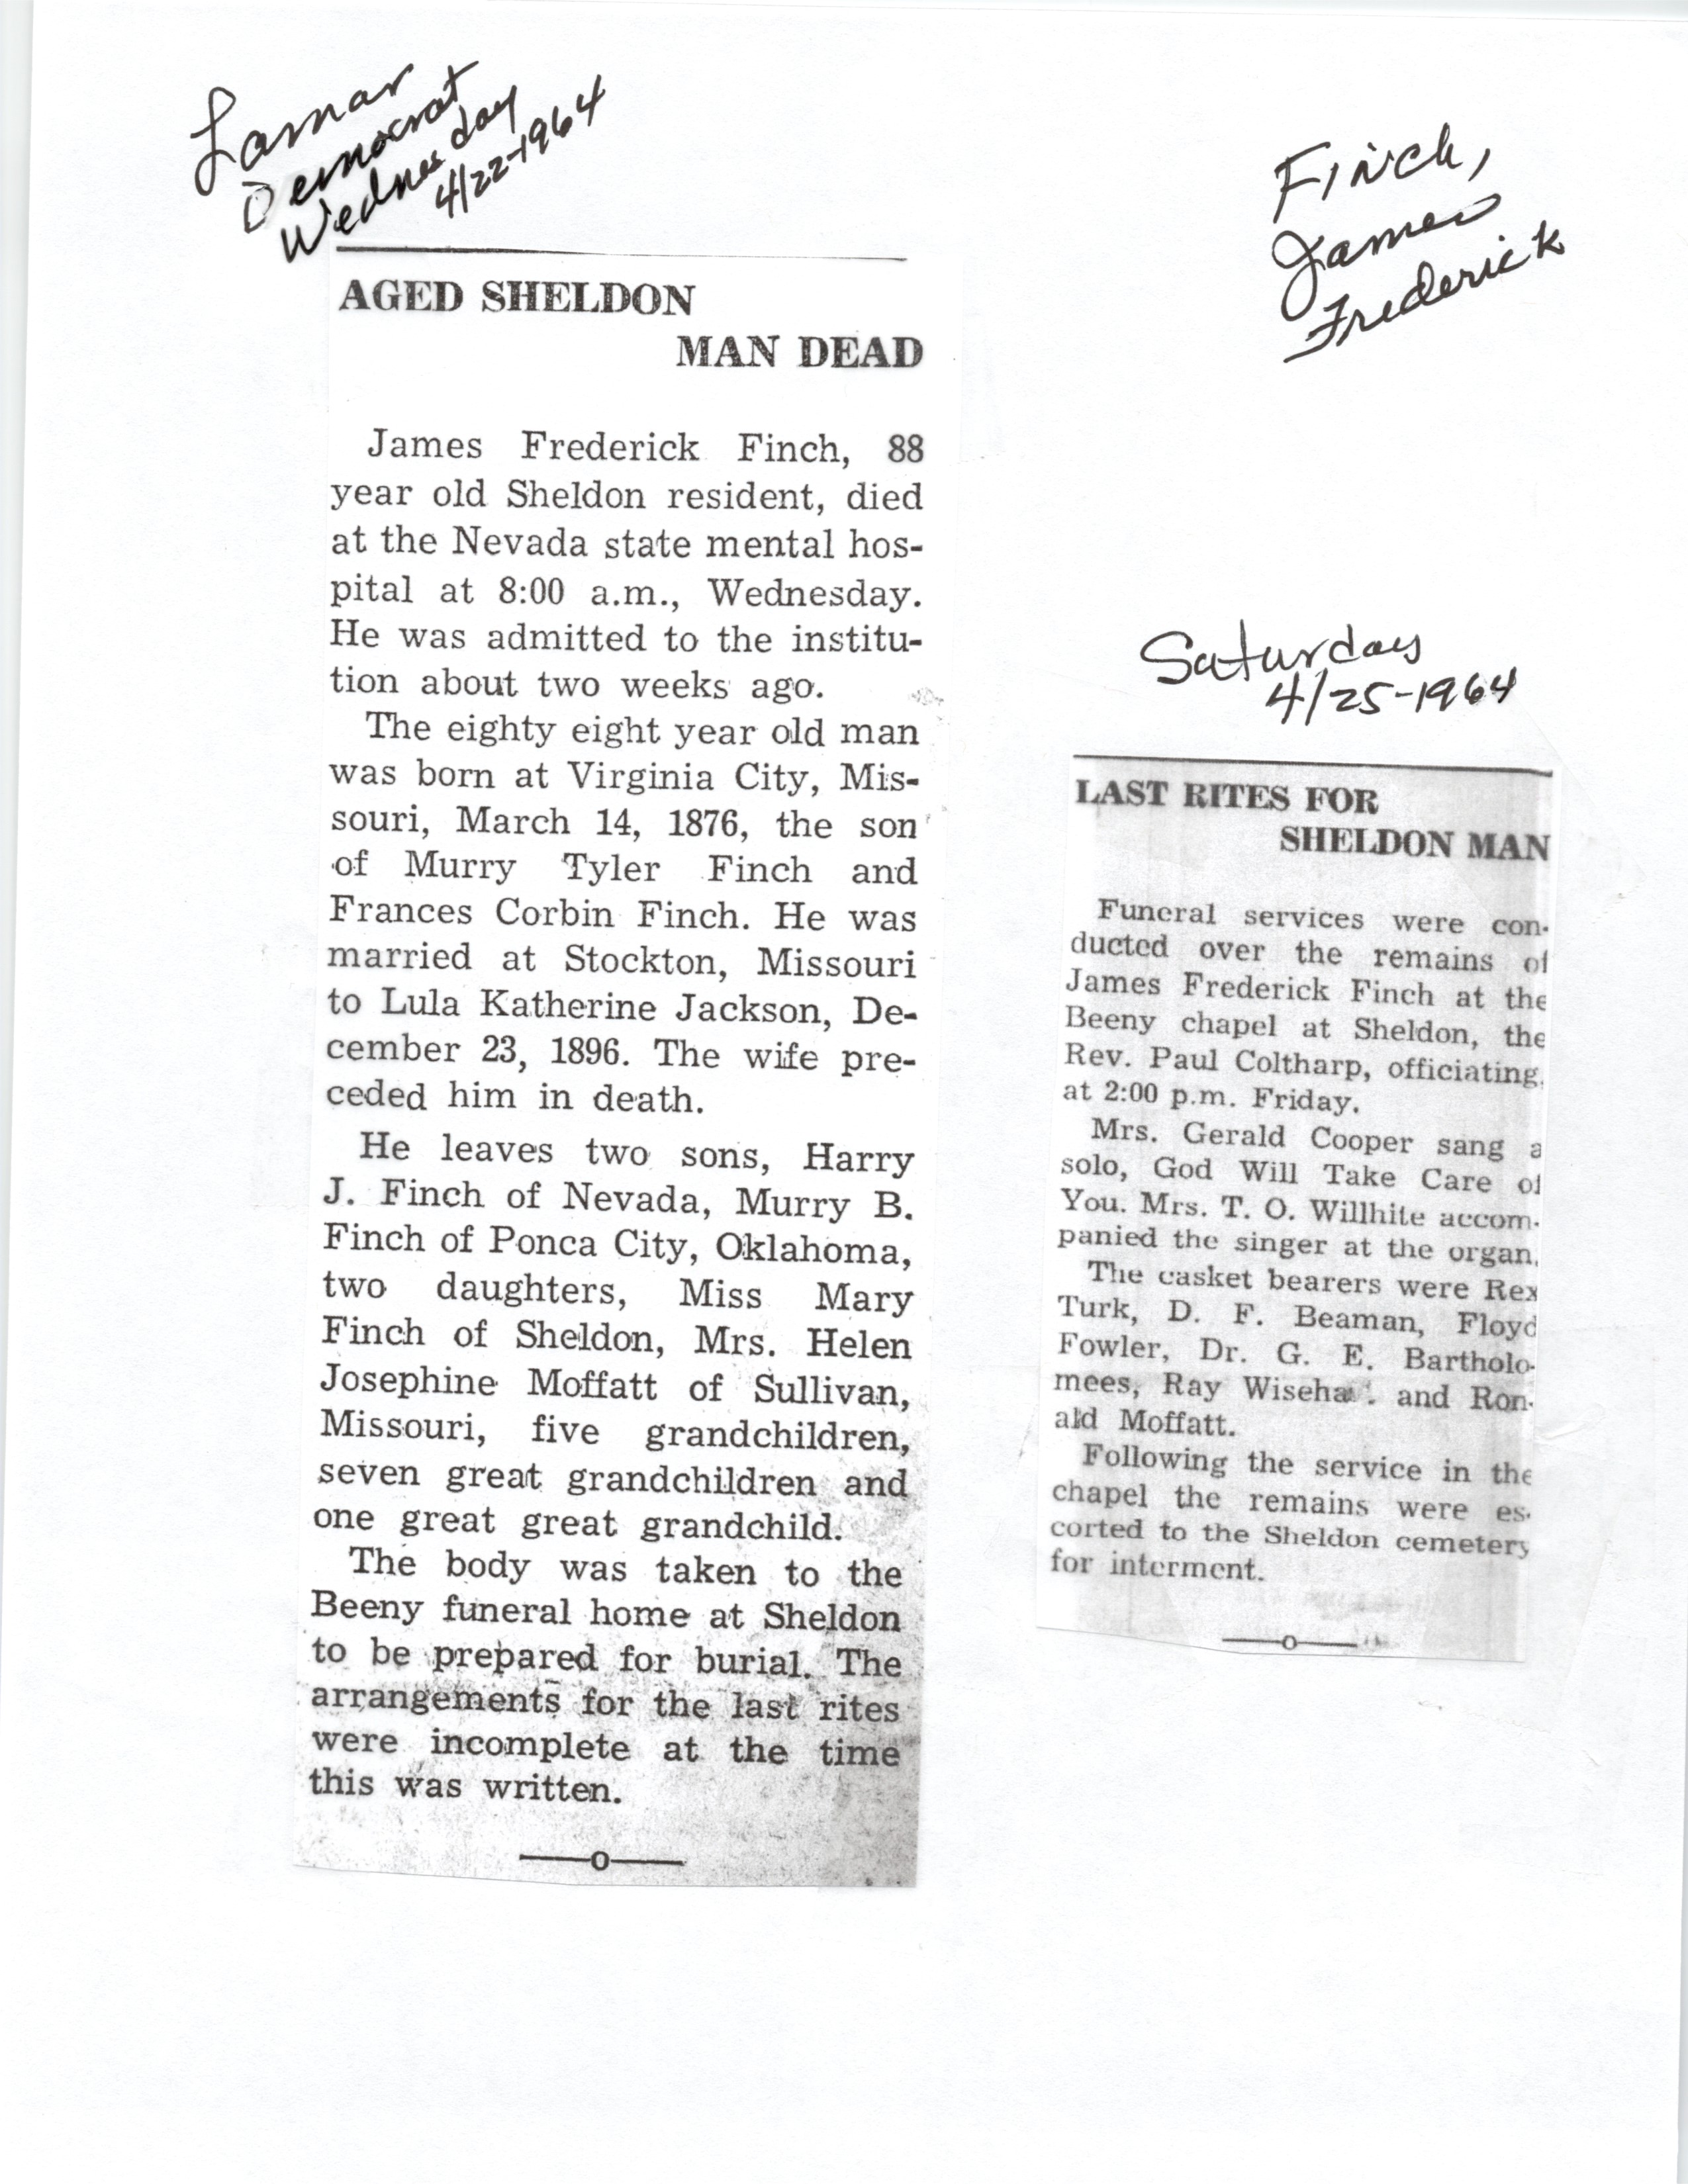 Lamar
Democrat
Wednesday
4/22-1964
Finch,
James
Frederick
AGED SHELDON
MAN DEAD
James Frederick Finch, 88
year old Sheldon resident, died
at the Nevada state mental hos-
pital at 8:00 a.m., Wednesday.
He was admitted to the institu-
tion about two weeks ago.
The eighty eight year old man
was born at Virginia City, Mis-
souri, March 14, 1876, the son
of Murry Tyler Finch and
Frances Corbin Finch. He was
married at Stockton, Missouri
to Lula Katherine Jackson, De-
cember 23, 1896. The wife pre-
ceded him in death.
He leaves two sons, Harry
J. Finch of Nevada, Murry B.
Finch of Ponca City, Oklahoma,
two daughters, Miss Mary
Finch of Sheldon, Mrs. Helen
Josephine Moffatt of Sullivan,
Missouri, five grandchildren,
seven great grandchildren and
one great great grandchild.
The body was taken to the
Beeny funeral home at Sheldon
to be prepared for burial. The
arrangements for the last rites
were incomplete at the time
this was written.
Saturday
4/25-1964
LAST RITES FOR
SHELDON MAN
Funeral services were con-
ducted over the remains of
James Frederick Finch at the
Beeny chapel at Sheldon, the
Rev. Paul Coltharp, officiating,
at 2:00 p.m. Friday.
Mrs. Gerald Cooper sang a
solo, God Will Take Care of
You. Mrs. T. O. Willhite accom-
panied the singer at the organ.
The casket bearers were Rex
Turk, D. F. Beaman, Floyd
Fowler, Dr. G. E. Bartholo-
mees, Ray and Ron-
ald Moffatt.
Following the service in the
chapel the remains were es-
corted to the Sheldon cemetery
for interment.